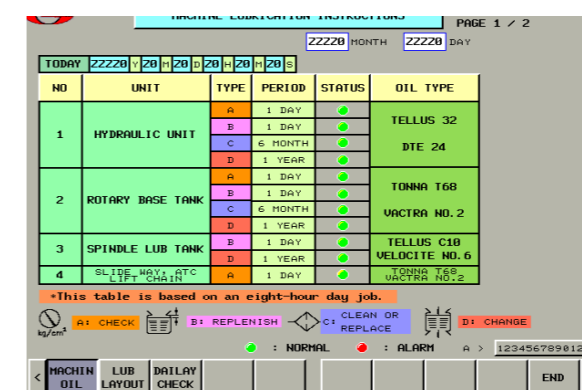 MACHINE LUBRICATION INSTRUCTIONS
PAGE 1 / 2
ZZZZ0 MONTH ZZZZ0 DAY
TODAY ZZZZ0 Y Z0 M Z0 D Z0 H Z0 M Z0 S
NO UNIT TYPE PERIOD STATUS OIL TYPE
1 HYDRAULIC UNIT
A 1 DAY
B 1 DAY
C 6 MONTH
D 1 YEAR
TELLUS 32
DTE 24
2 ROTARY BASE TANK
A 1 DAY
B 1 DAY
C 6 MONTH
D 1 YEAR
TONNA T68
VACTRA NO.2
3 SPINDLE LUB TANK
B 1 DAY
D 1 YEAR
TELLUS C10
VELOCITE NO.6
4 SLIDE WAY, ATC
LIFT CHAIN
A 1 DAY
TONNA T68
VACTRA NO.2
*This table is based on an eight-hour day job.
kg/cm² A: CHECK B: REPLENISH C: CLEAN OR
REPLACE
D: CHANGE
: NORMAL : ALARM A > 123456789012
< MACHIN
OIL
LUB
LAYOUT
DAILAY
CHECK
END